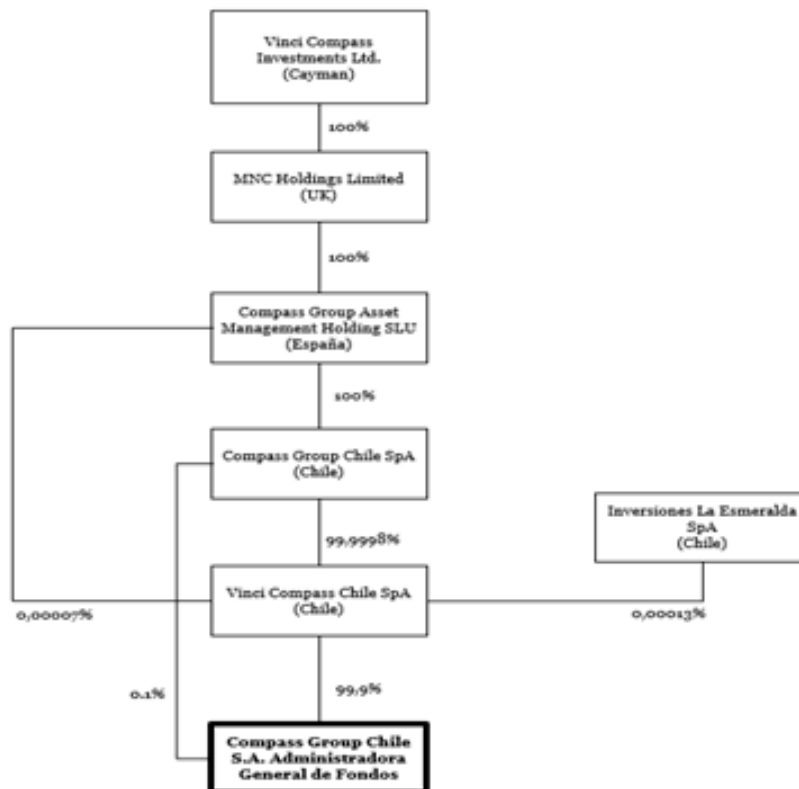 Vinci Compass
Investments Ltd.
(Cayman)
100%
MNC Holdings Limited
(UK)
100%
Compass Group Asset
Management Holding SLU
(España)
100%
Compass Group Chile SpA
(Chile)
Inversiones La Esmeralda
SpA
(Chile)
99,9998%
Vinci Compass Chile SpA
(Chile)
0,00007%
0,00013%
0.1%
99,9%
Compass Group Chile
S.A. Administradora
General de Fondos